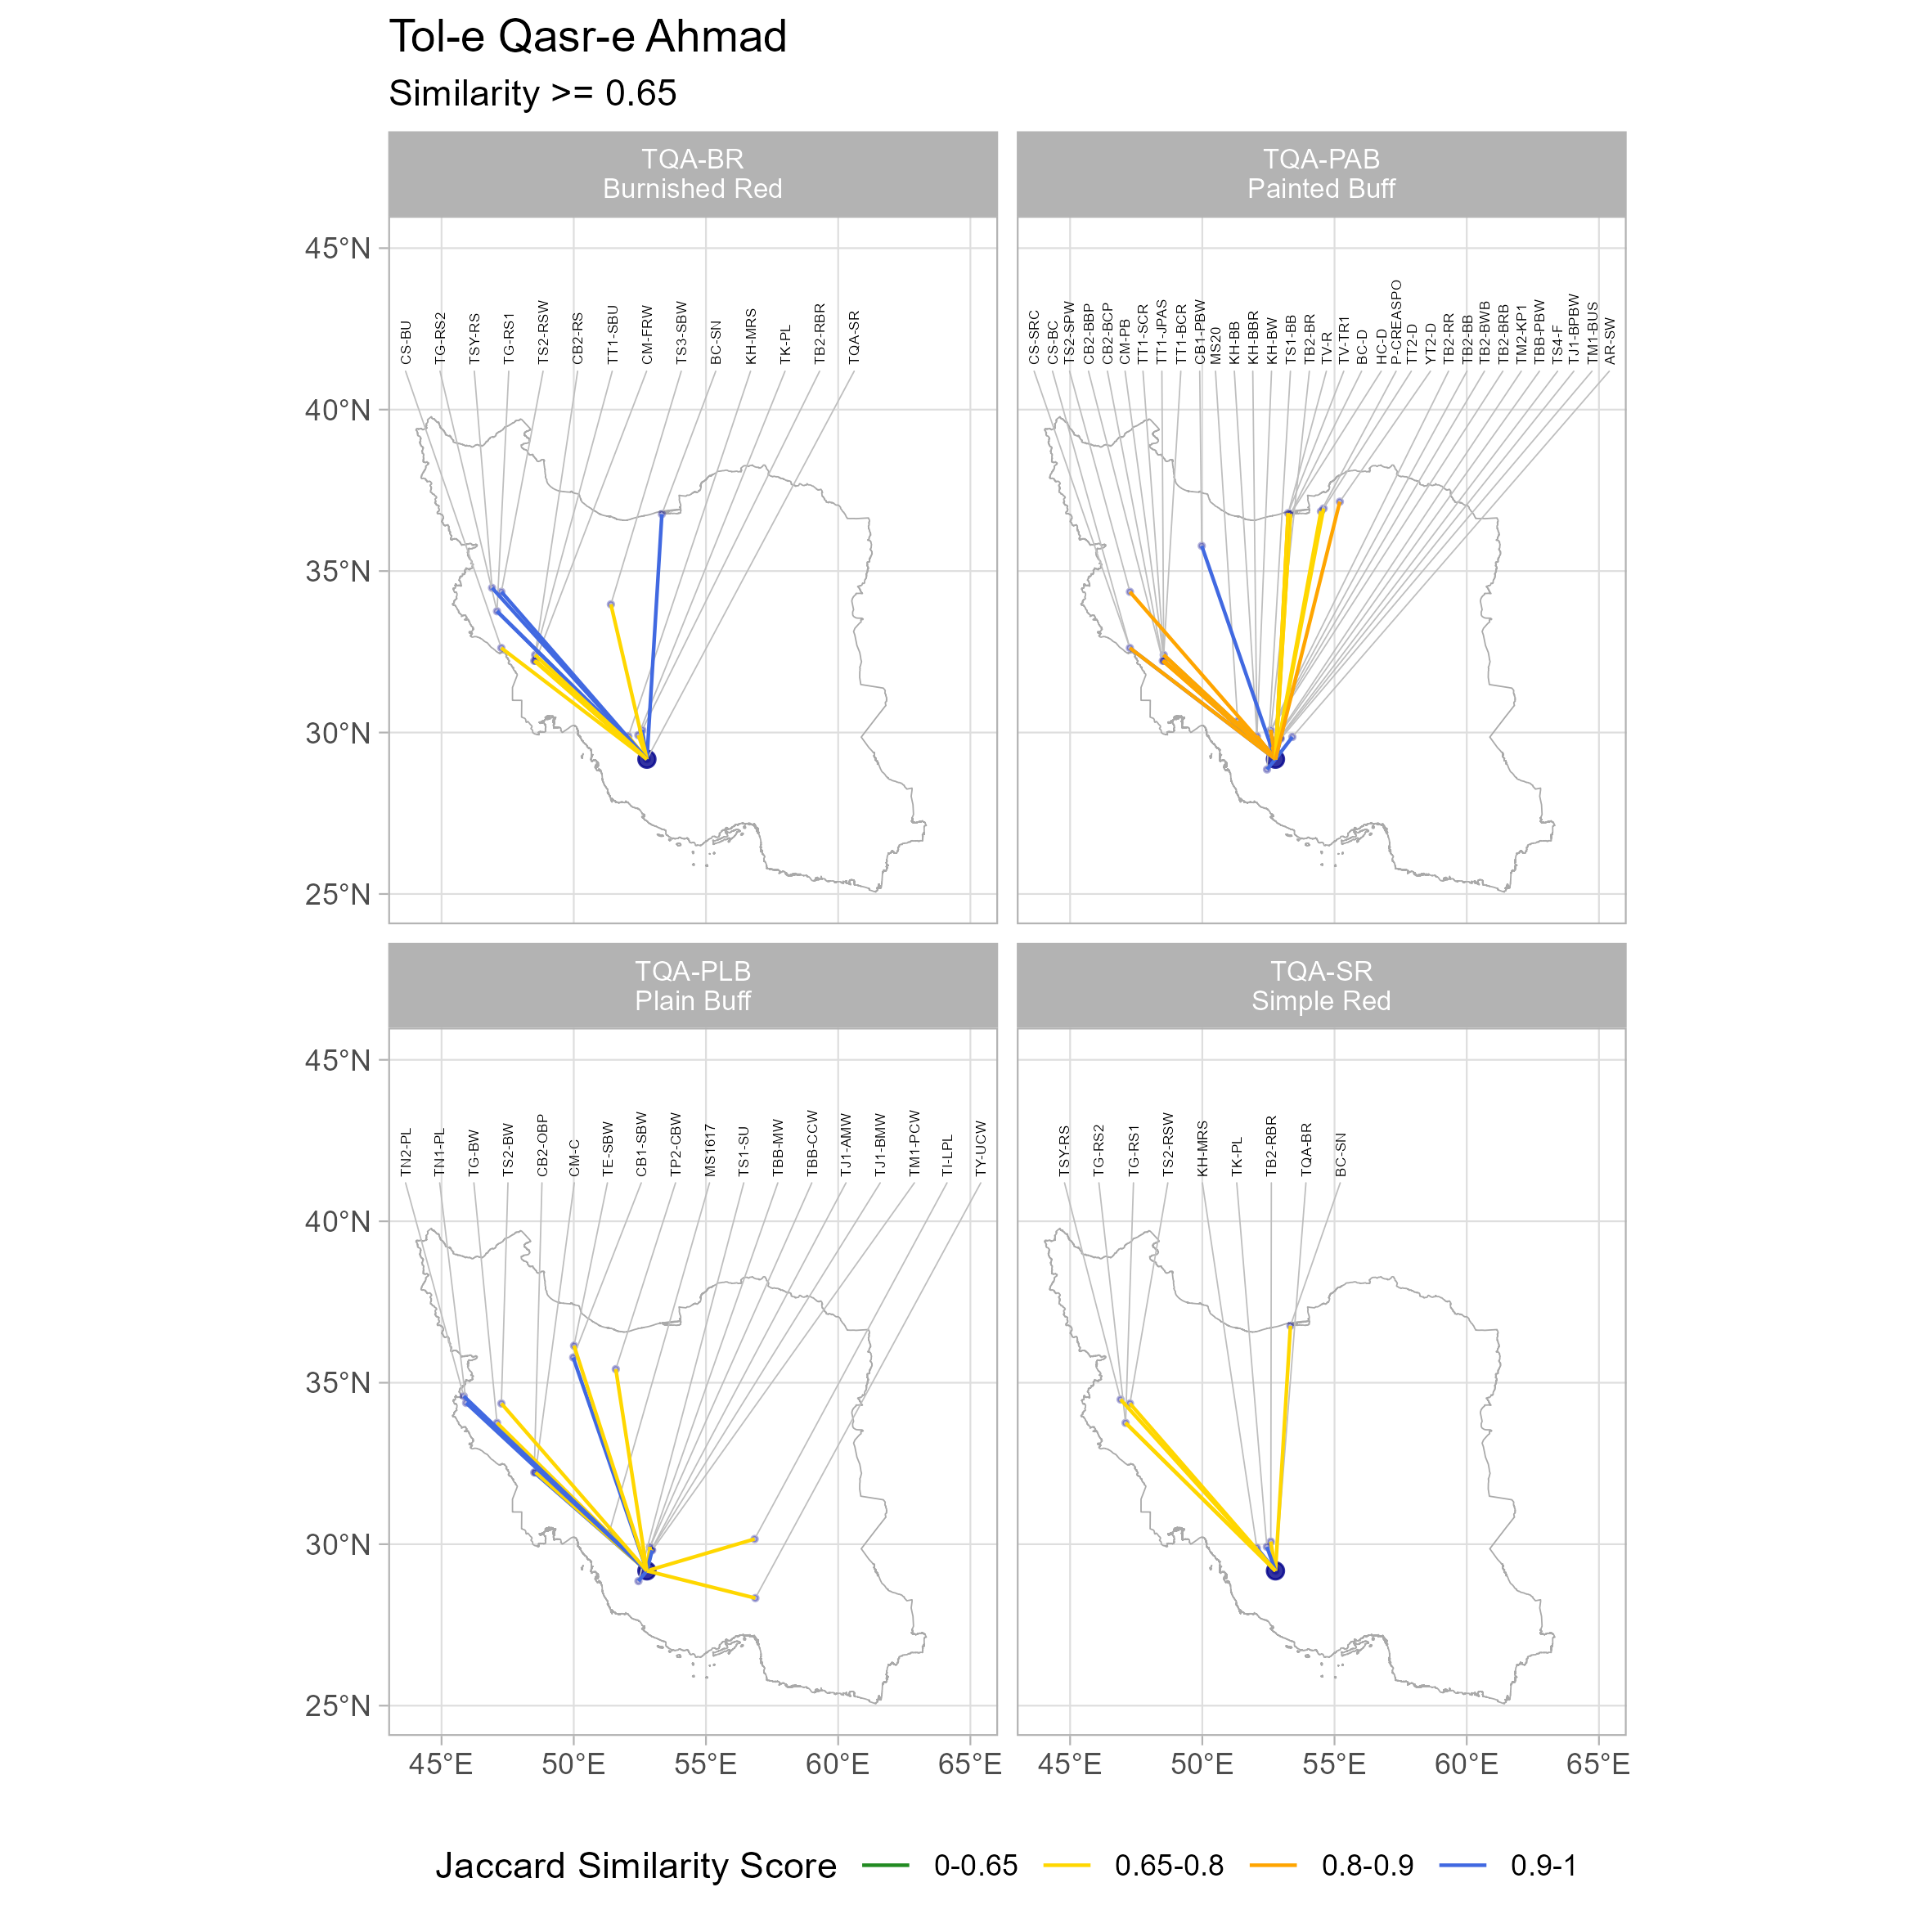 Tol-e Qasr-e Ahmad
Similarity >= 0.65
TQA-BR
Burnished Red
TQA-PAB
Painted Buff
45°N
40°N
35°N
30°N
25°N
CS-BU
TG-RS2
TSY-RS
TG-RS1
TS2-RSW
CB2-RS
TT1-SBU
CM-FRW
TS3-SBW
BC-SN
KH-MRS
TK-PL
TB2-RBR
TQA-SR
CS-SRC
CS-BC
TS2-SPW
CB2-BBP
CB2-BCP
CM-PB
TT1-SCR
TT1-JPAS
TT1-BCR
CB1-PBW
MS20
KH-BB
KH-BBR
KH-BW
TS1-BB
TB2-BR
TV-R
TV-TR1
BC-D
HC-D
P-CREASPO
TT2-D
YT2-D
TB2-RR
TB2-BB
TB2-BWB
TB2-BRB
TM2-KP1
TBB-PBW
TS4-F
TJ1-BPBW
TM1-BUS
AR-SW
TQA-PLB
Plain Buff
TQA-SR
Simple Red
45°N
40°N
35°N
30°N
25°N
TN2-PL
TN1-PL
TG-BW
TS2-BW
CB2-OBP
CM-C
TE-SBW
CB1-SBW
TP2-CBW
MS1617
TS1-SU
TBB-MW
TBB-CCW
TJ1-AMW
TJ1-BMW
TM1-PCW
TI-LPL
TY-UCW
TSY-RS
TG-RS2
TG-RS1
TS2-RSW
KH-MRS
TK-PL
TB2-RBR
TQA-BR
BC-SN
45°E 50°E 55°E 60°E 65°E
45°E 50°E 55°E 60°E 65°E
Jaccard Similarity Score 0-0.65 0.65-0.8 0.8-0.9 0.9-1